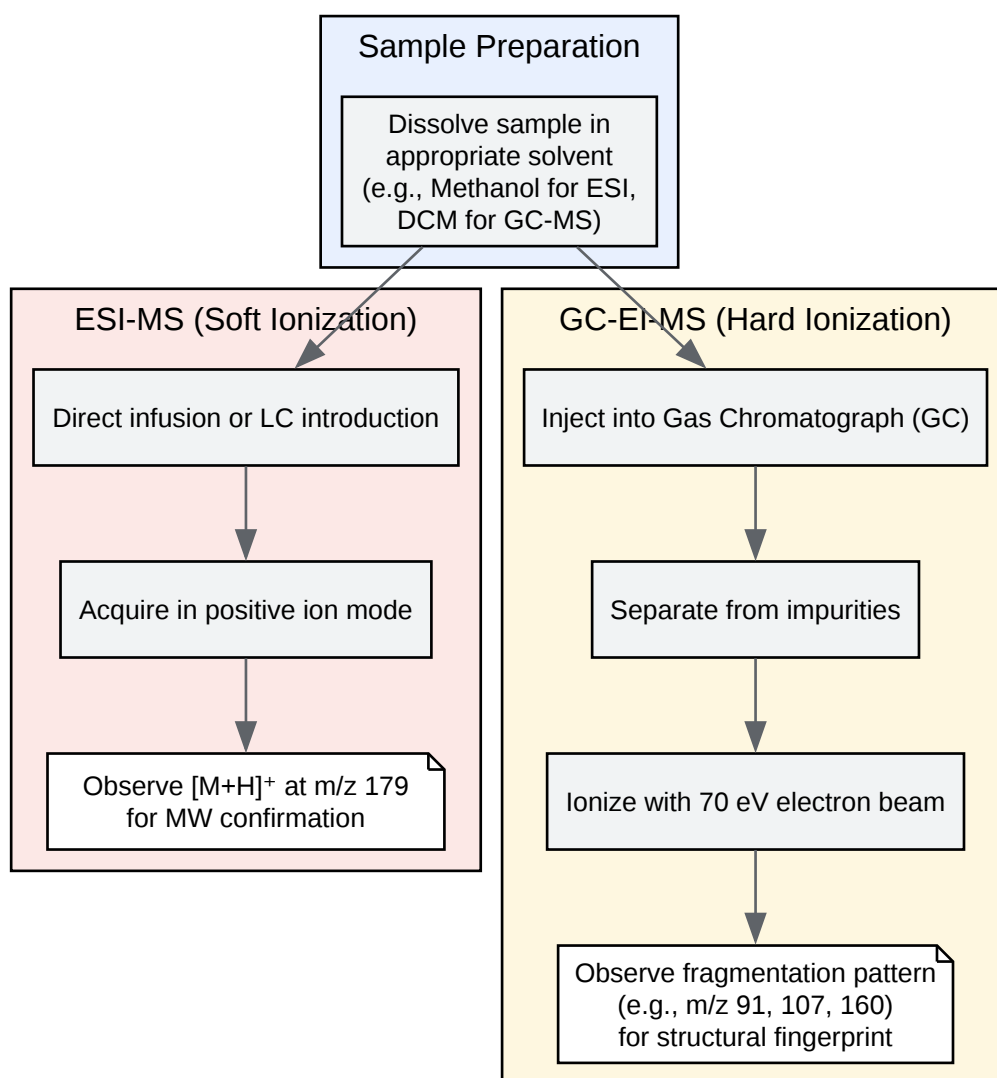 Sample Preparation
Dissolve sample in
appropriate solvent
(e.g., Methanol for ESI,
DCM for GC-MS)
ESI-MS (Soft Ionization)
Direct infusion or LC introduction
Acquire in positive ion mode
Observe [M+H]⁺ at m/z 179
for MW confirmation
GC-EI-MS (Hard Ionization)
Inject into Gas Chromatograph (GC)
Separate from impurities
Ionize with 70 eV electron beam
Observe fragmentation pattern
(e.g., m/z 91, 107, 160)
for structural fingerprint